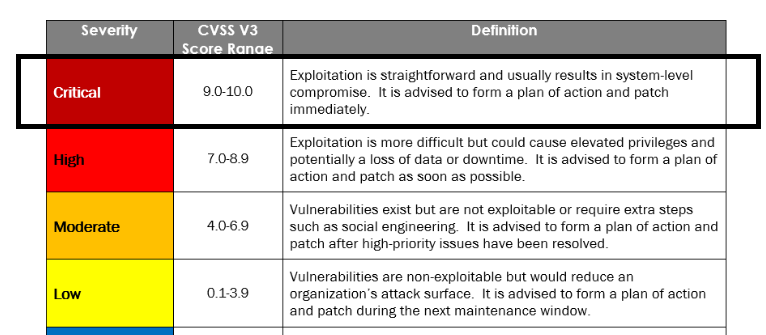 Severity
CVSS V3
Score Range
Definition
Critical
9.0-10.0
Exploitation is straightforward and usually results in system-level
compromise.  It is advised to form a plan of action and patch
immediately.
High
7.0-8.9
Exploitation is more difficult but could cause elevated privileges and
potentially a loss of data or downtime.  It is advised to form a plan of
action and patch as soon as possible.
Moderate
4.0-6.9
Vulnerabilities exist but are not exploitable or require extra steps
such as social engineering.  It is advised to form a plan of action and
patch after high-priority issues have been resolved.
Low
0.1-3.9
Vulnerabilities are non-exploitable but would reduce an
organization’s attack surface.  It is advised to form a plan of action
and patch during the next maintenance window.